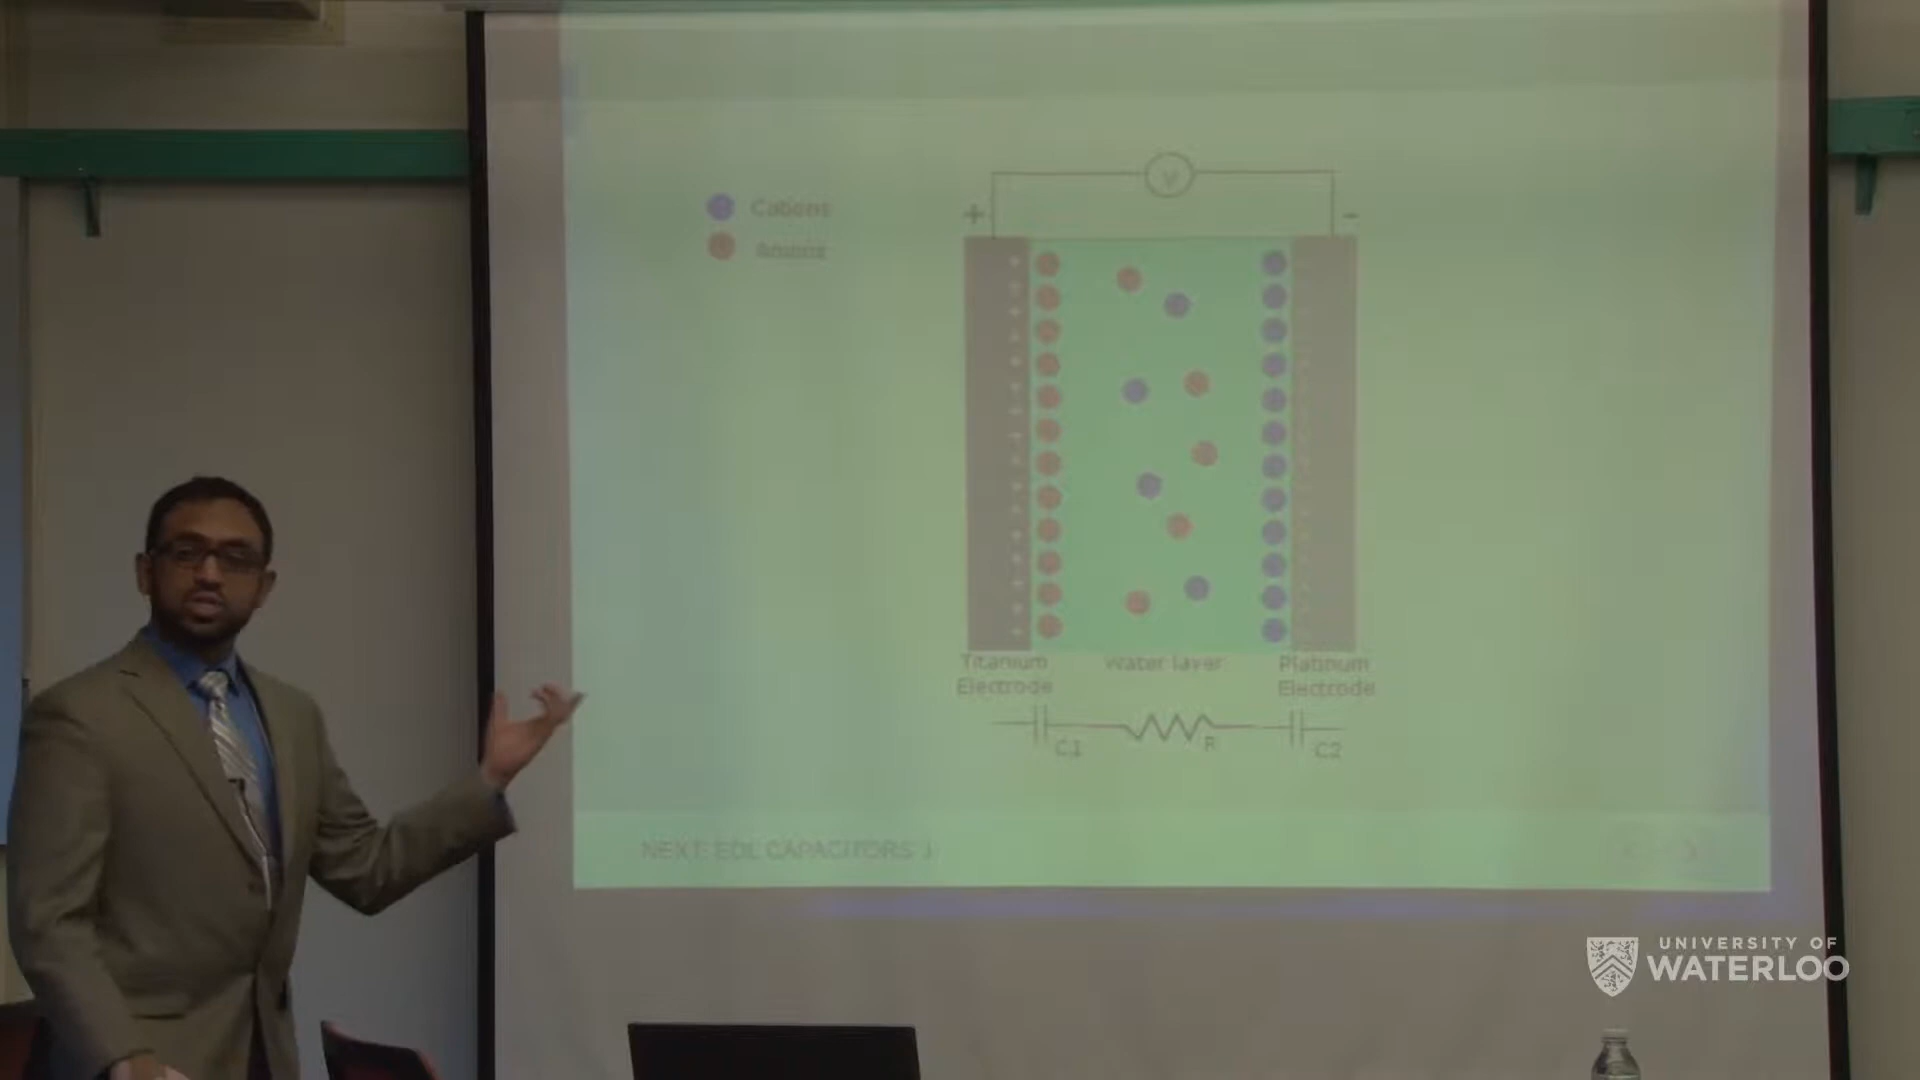 V
Cations
Anions
+
-
Titanium
Electrode
Water layer
Platinum
Electrode
C1
R
C2
NEXT: EDL CAPACITORS
UNIVERSITY OF
WATERLOO